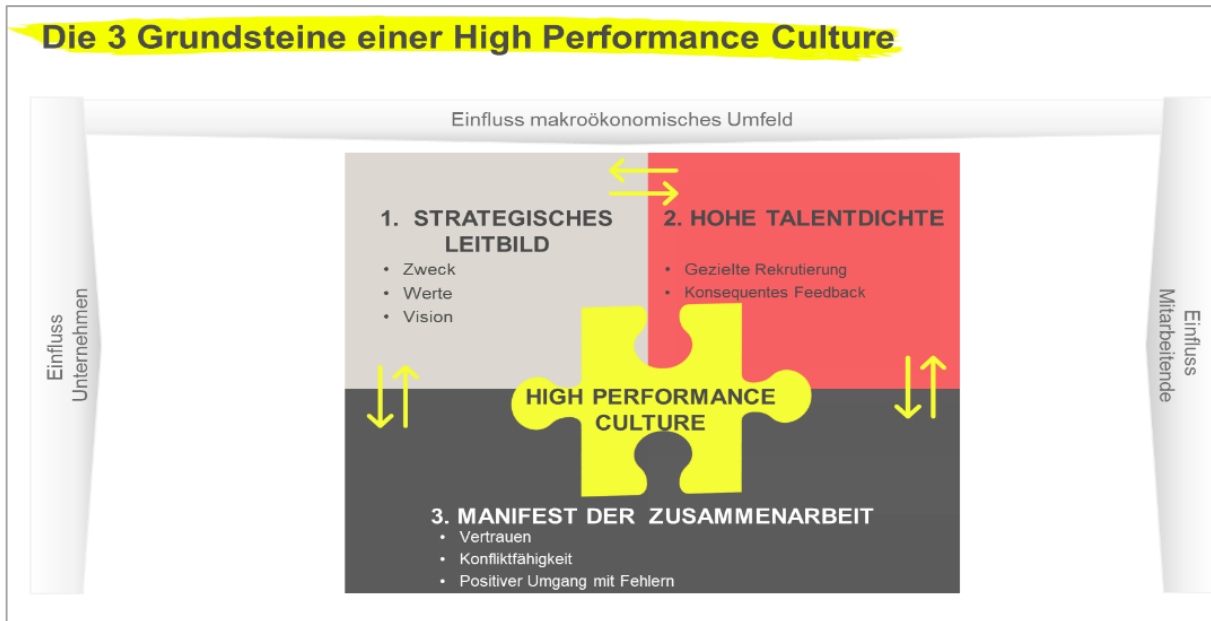 Die 3 Grundsteine einer High Performance Culture
Einfluss makroökonomisches Umfeld
Einfluss
Unternehmen
1. STRATEGISCHES
LEITBILD
• Zweck
• Werte
• Vision
2. HOHE TALENTDICHTE
• Gezielte Rekrutierung
• Konsequentes Feedback
HIGH PERFORMANCE
CULTURE
3. MANIFEST DER ZUSAMMENARBEIT
• Vertrauen
• Konfliktfähigkeit
• Positiver Umgang mit Fehlern
Einfluss
Mitarbeitende